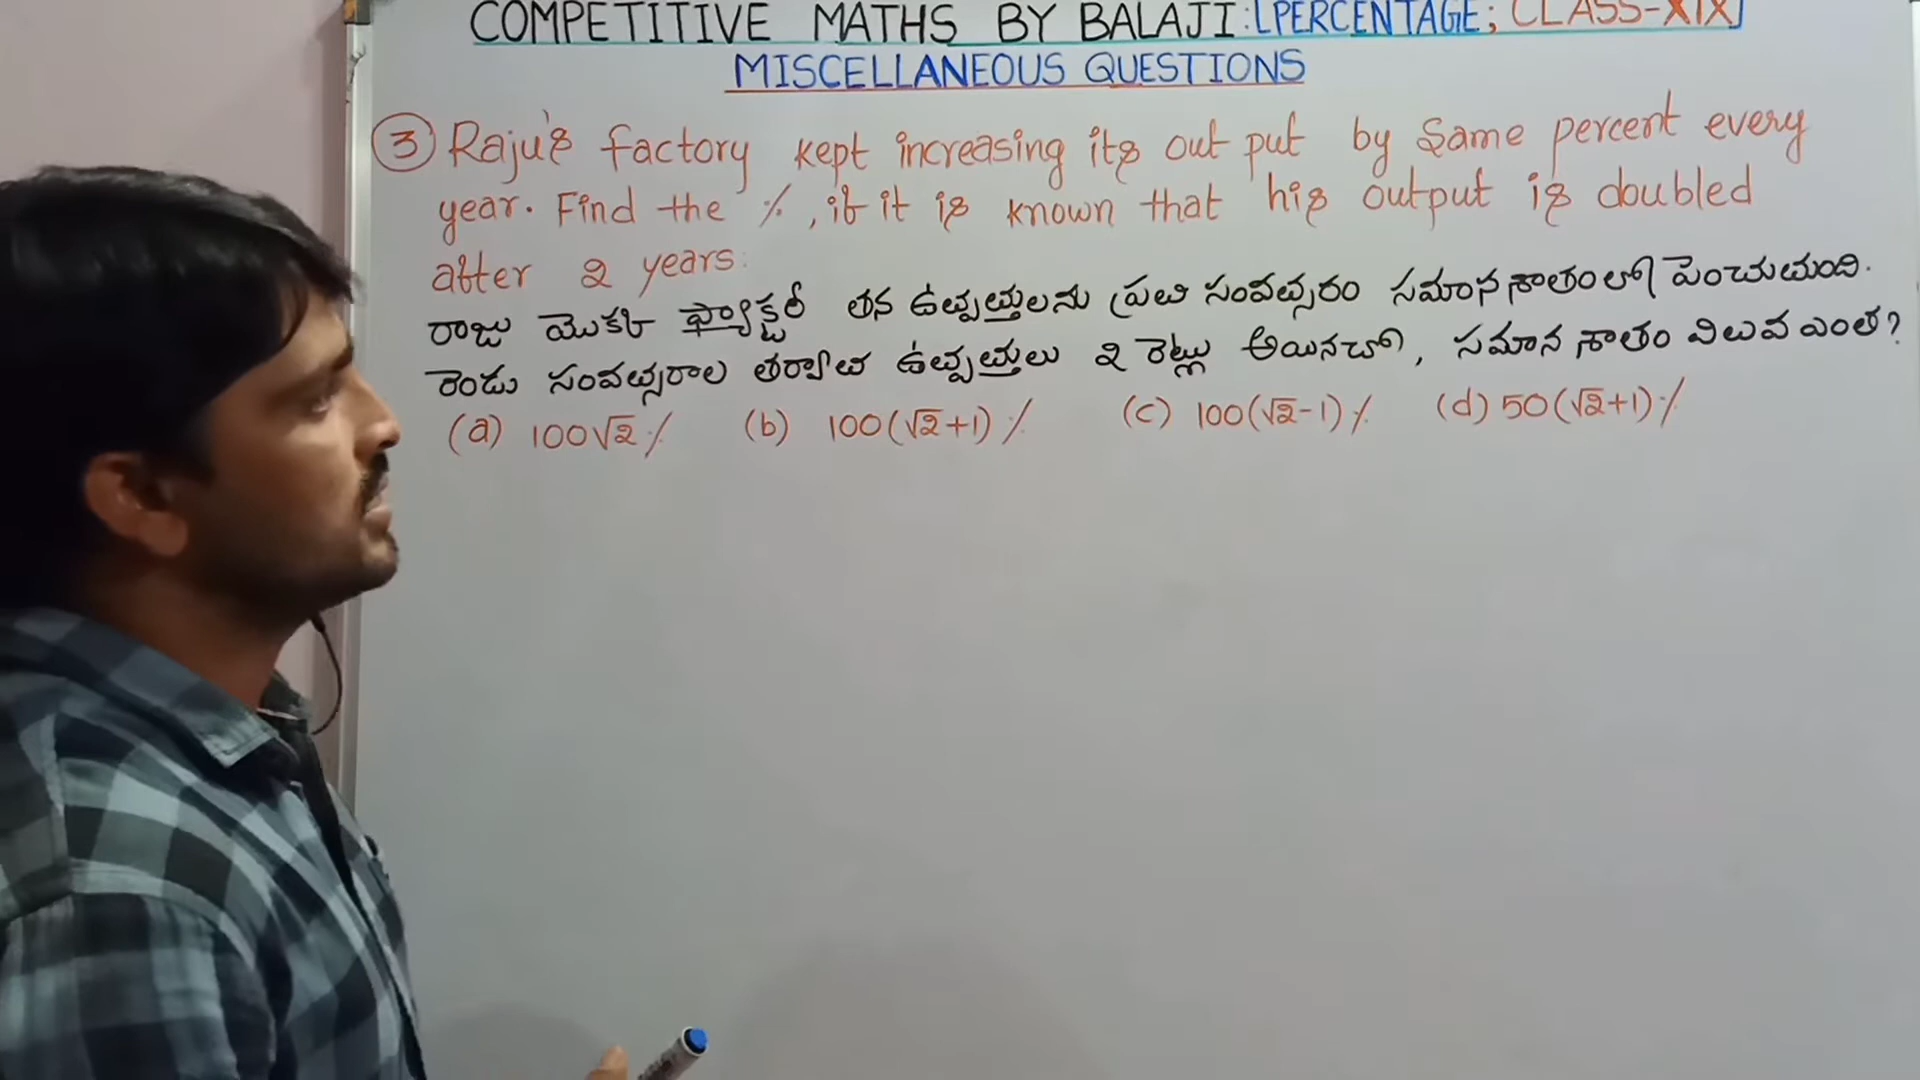 COMPETITIVE MATHS BY BALAJI:[PERCENTAGE; CLASS-XIX]
MISCELLANEOUS QUESTIONS
③ Raju's factory kept increasing its out put by Same percent every
year. Find the %, if it is known that his output is doubled
after 2 years:
రాజు యొకటి ఫ్యాక్టరీ తన ఉత్పత్తులను ప్రతి సంవత్సరం సమాన శాతంలో పెంచుచుంది.
రెండు సంవత్సరాల తర్వాత ఉత్పత్తులు 2 రెట్లు అయినచో, సమాన శాతం విలువ ఎంత?
(a) 100√2% (b) 100(√2+1)% (c) 100(√2-1)% (d) 50(√2+1)%